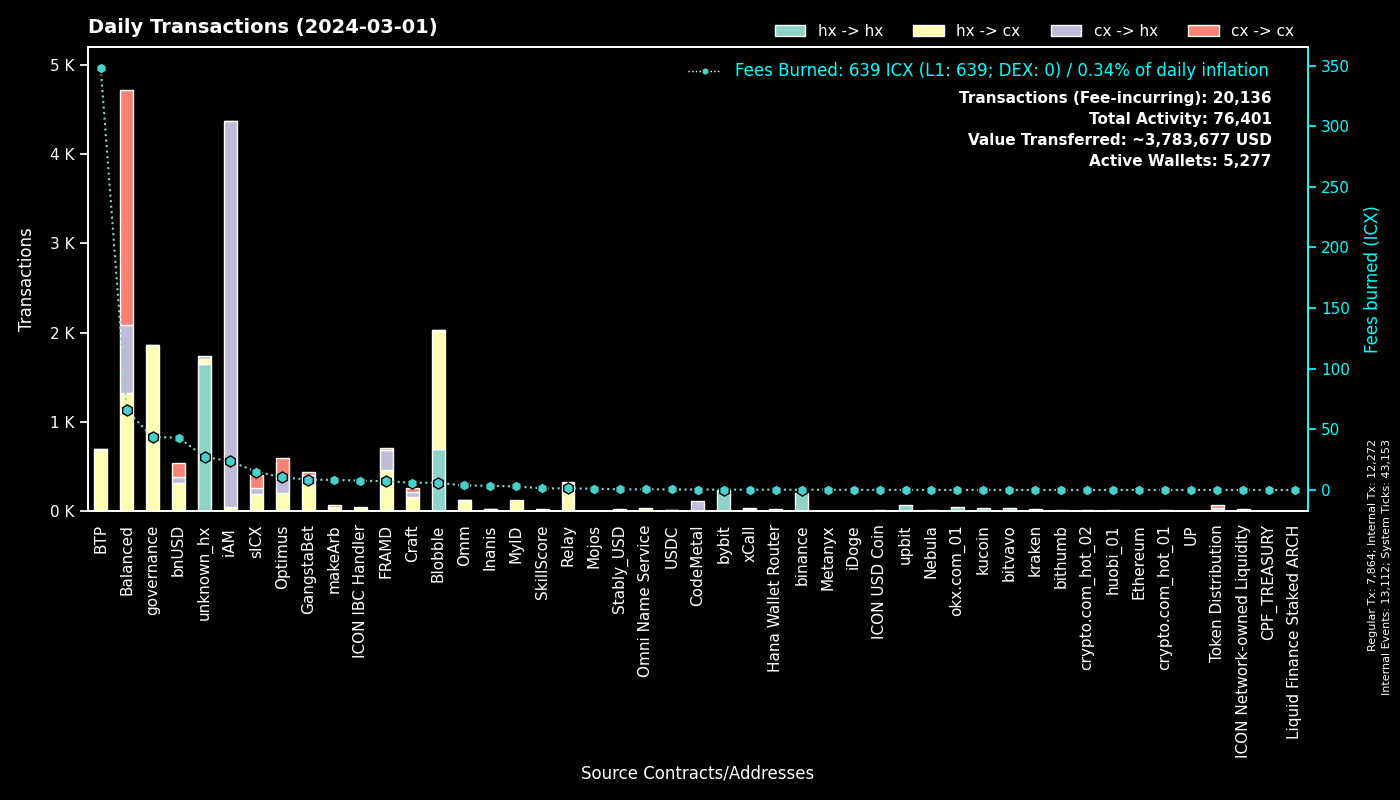 Daily Transactions (2024-03-01)
hx -> hx
hx -> cx
cx -> hx
cx -> cx
Fees Burned: 639 ICX (L1: 639; DEX: 0) / 0.34% of daily inflation
Transactions (Fee-incurring): 20,136
Total Activity: 76,401
Value Transferred: ~3,783,677 USD
Active Wallets: 5,277
Transactions
5 K
4 K
3 K
2 K
1 K
0 K
350
300
250
200
150
100
50
0
Fees burned (ICX)
Regular Tx: 7,864; Internal Tx: 12,272
Internal Events: 13,112; System Ticks: 43,153
BTP
Balanced
governance
bnUSD
unknown_hx
IAM
sICX
Optimus
GangstaBet
makeArb
ICON IBC Handler
FRAMD
Craft
Blobble
Omm
Inanis
MyID
SkillScore
Relay
Mojos
Stably_USD
Omni Name Service
USDC
CodeMetal
bybit
xCall
Hana Wallet Router
binance
Metanyx
iDoge
ICON USD Coin
upbit
Nebula
okx.com_01
kucoin
bitvavo
kraken
bithumb
crypto.com_hot_02
huobi_01
Ethereum
crypto.com_hot_01
UP
Token Distribution
ICON Network-owned Liquidity
CPF_TREASURY
Liquid Finance Staked ARCH
Source Contracts/Addresses